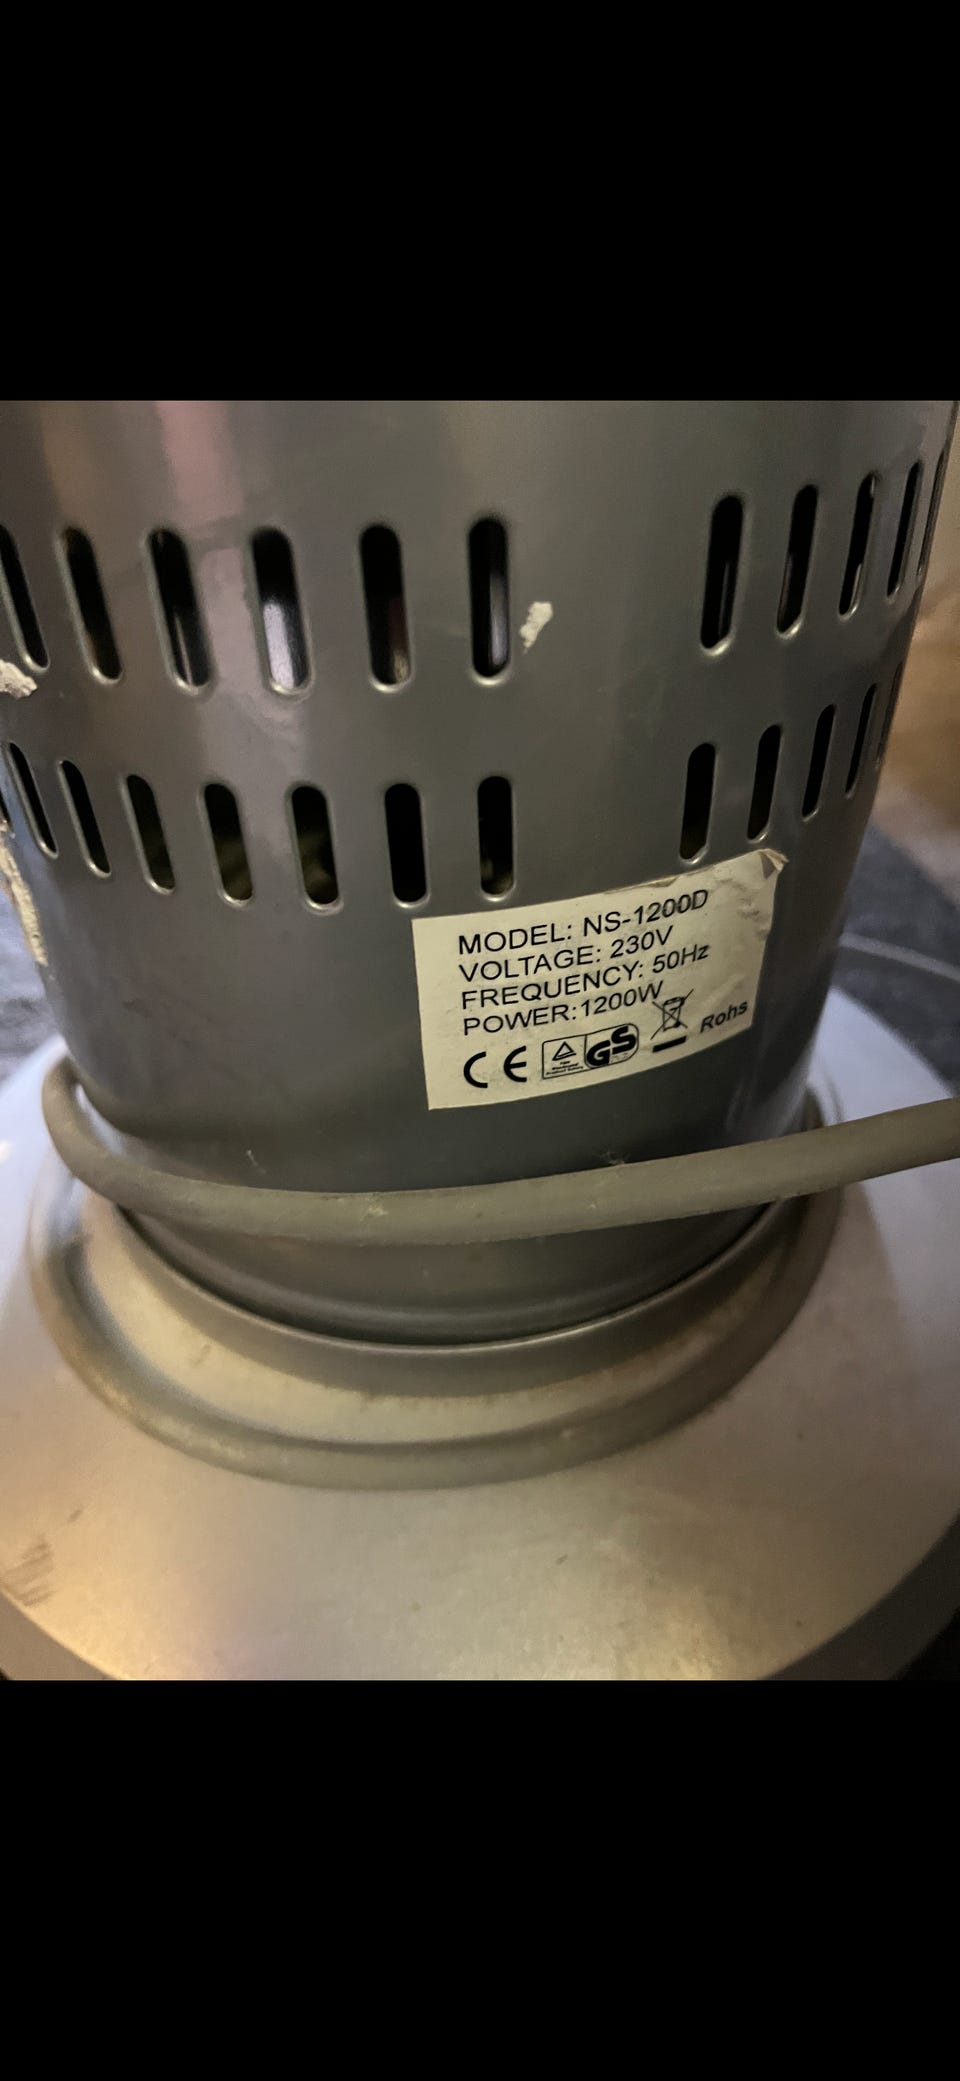 MODEL: NS-1200D
VOLTAGE: 230V
FREQUENCY: 50Hz
POWER:1200W
CE GS Rohs